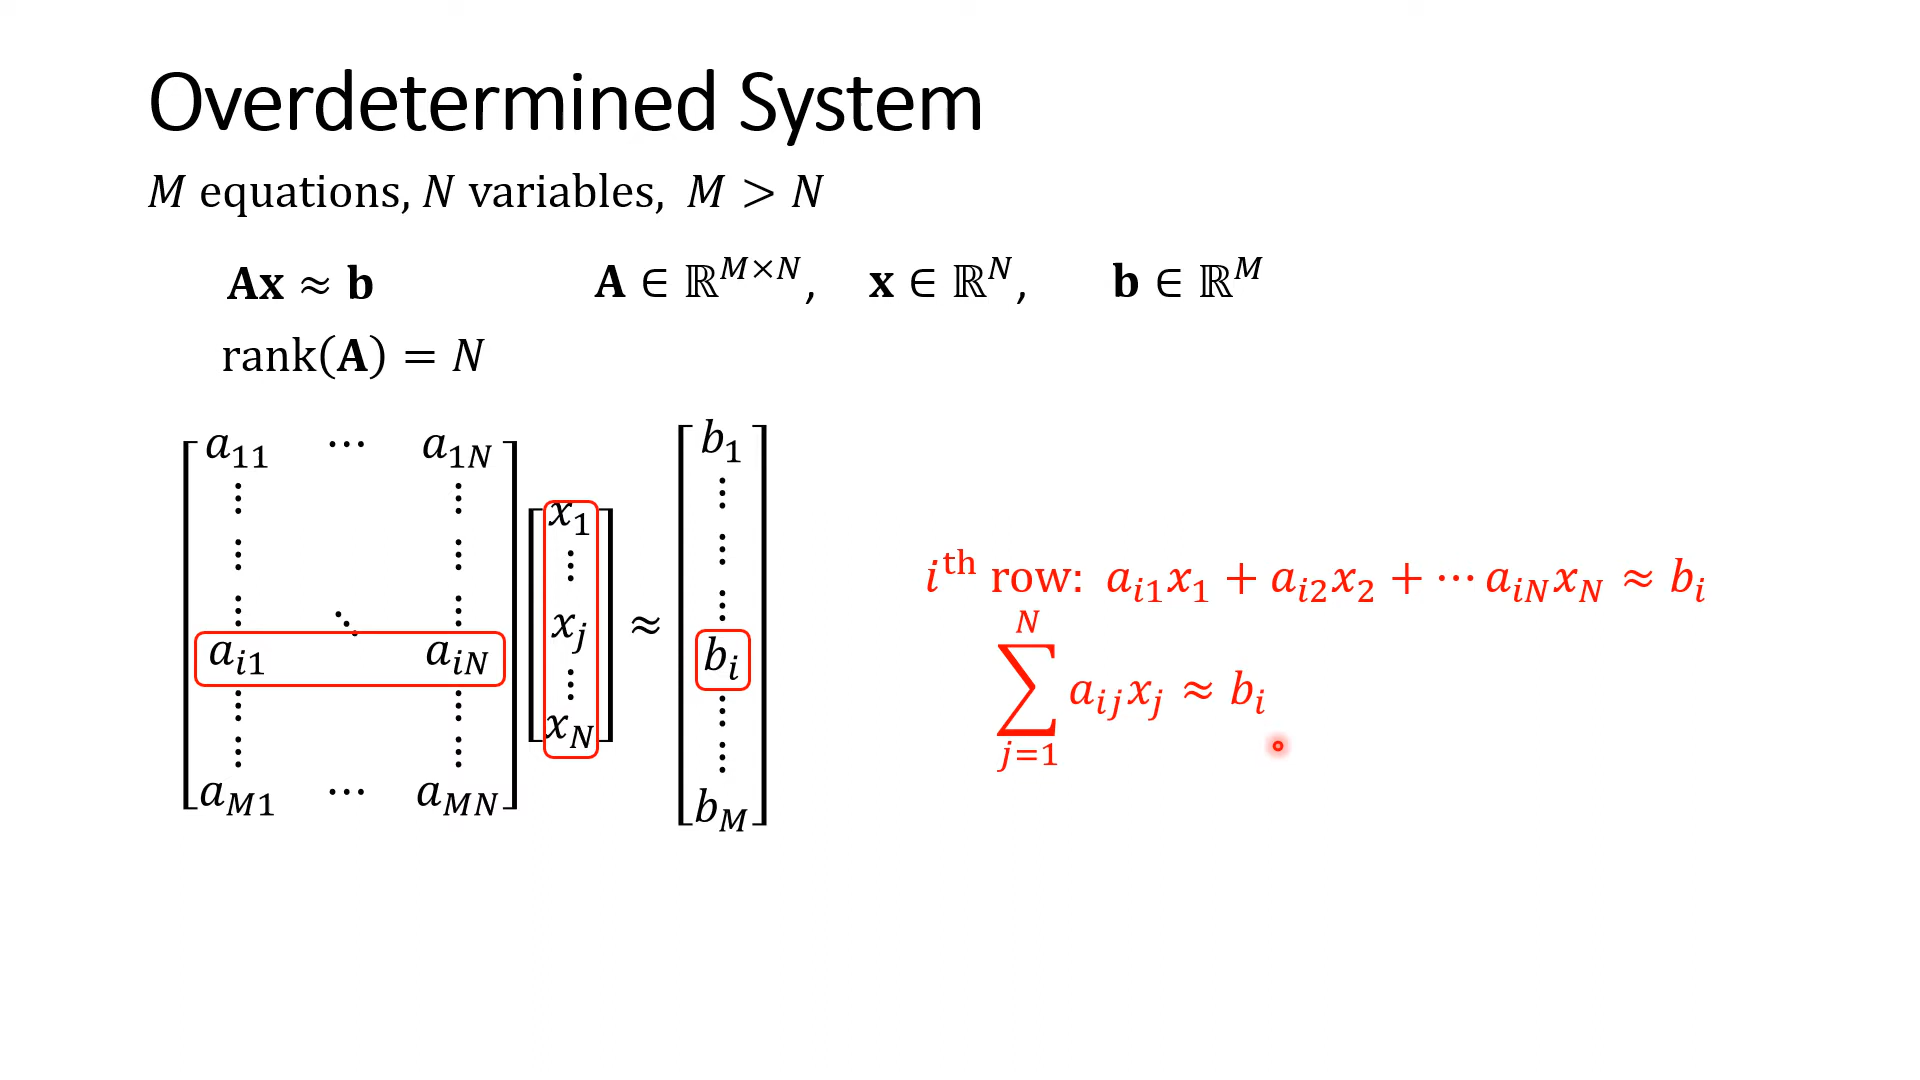 Overdetermined System
M equations, N variables, M > N
Ax ≈ b A ∈ ℝ^{M×N}, x ∈ ℝ^N, b ∈ ℝ^M
rank(A) = N
a_{11} ⋯ a_{1N} b_1
⋮ ⋮ x_1 ⋮
⋮ ⋮ ⋮ ⋮
⋮ ⋱ ⋮ x_j ≈ ⋮
a_{i1} a_{iN} ⋮ b_i
⋮ ⋮ x_N ⋮
⋮ ⋮ ⋮
a_{M1} ⋯ a_{MN} b_M
i^{th} row: a_{i1}x_1 + a_{i2}x_2 + ⋯ a_{iN}x_N ≈ b_i
∑_{j=1}^{N} a_{ij}x_j ≈ b_i